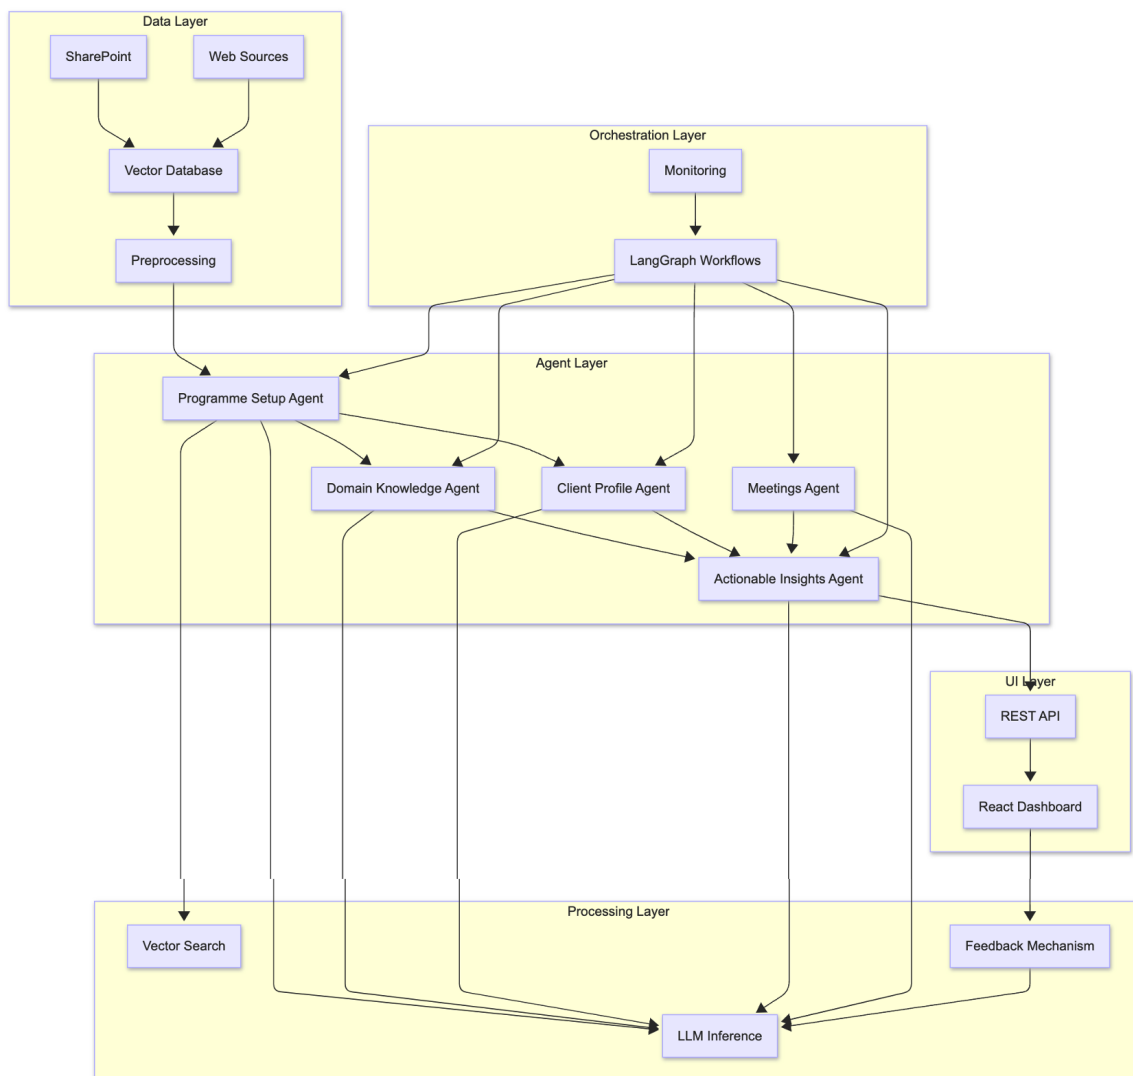 Data Layer
SharePoint
Web Sources
Vector Database
Preprocessing
Orchestration Layer
Monitoring
LangGraph Workflows
Agent Layer
Programme Setup Agent
Domain Knowledge Agent
Client Profile Agent
Meetings Agent
Actionable Insights Agent
UI Layer
REST API
React Dashboard
Processing Layer
Vector Search
Feedback Mechanism
LLM Inference